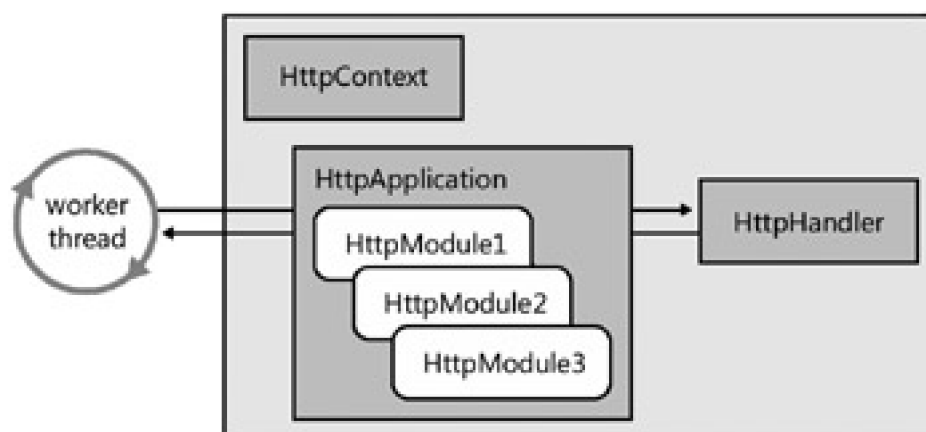 HttpContext
HttpApplication
worker
thread
HttpModule1
HttpModule2
HttpModule3
HttpHandler